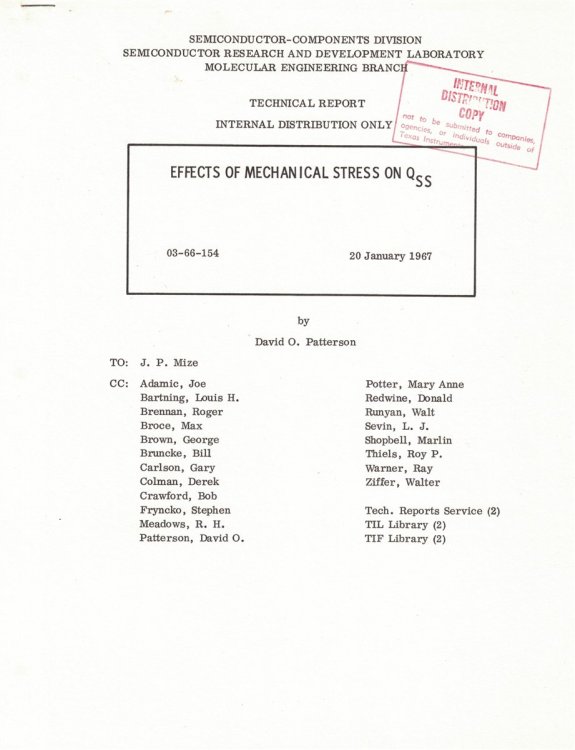 SEMICONDUCTOR-COMPONENTS DIVISION
SEMICONDUCTOR RESEARCH AND DEVELOPMENT LABORATORY
MOLECULAR ENGINEERING BRANCH
INTERNAL
DISTRIBUTION
COPY
not to be submitted to companies,
agencies, or individuals outside of
Texas Instruments
TECHNICAL REPORT
INTERNAL DISTRIBUTION ONLY
EFFECTS OF MECHANICAL STRESS ON QSS
03-66-154 20 January 1967
by
David O. Patterson
TO: J. P. Mize
CC: Adamic, Joe
Bartning, Louis H.
Brennan, Roger
Broce, Max
Brown, George
Bruncke, Bill
Carlson, Gary
Colman, Derek
Crawford, Bob
Fryncko, Stephen
Meadows, R. H.
Patterson, David O.
Potter, Mary Anne
Redwine, Donald
Runyan, Walt
Sevin, L. J.
Shopbell, Marlin
Thiels, Roy P.
Warner, Ray
Ziffer, Walter
Tech. Reports Service (2)
TIL Library (2)
TIF Library (2)